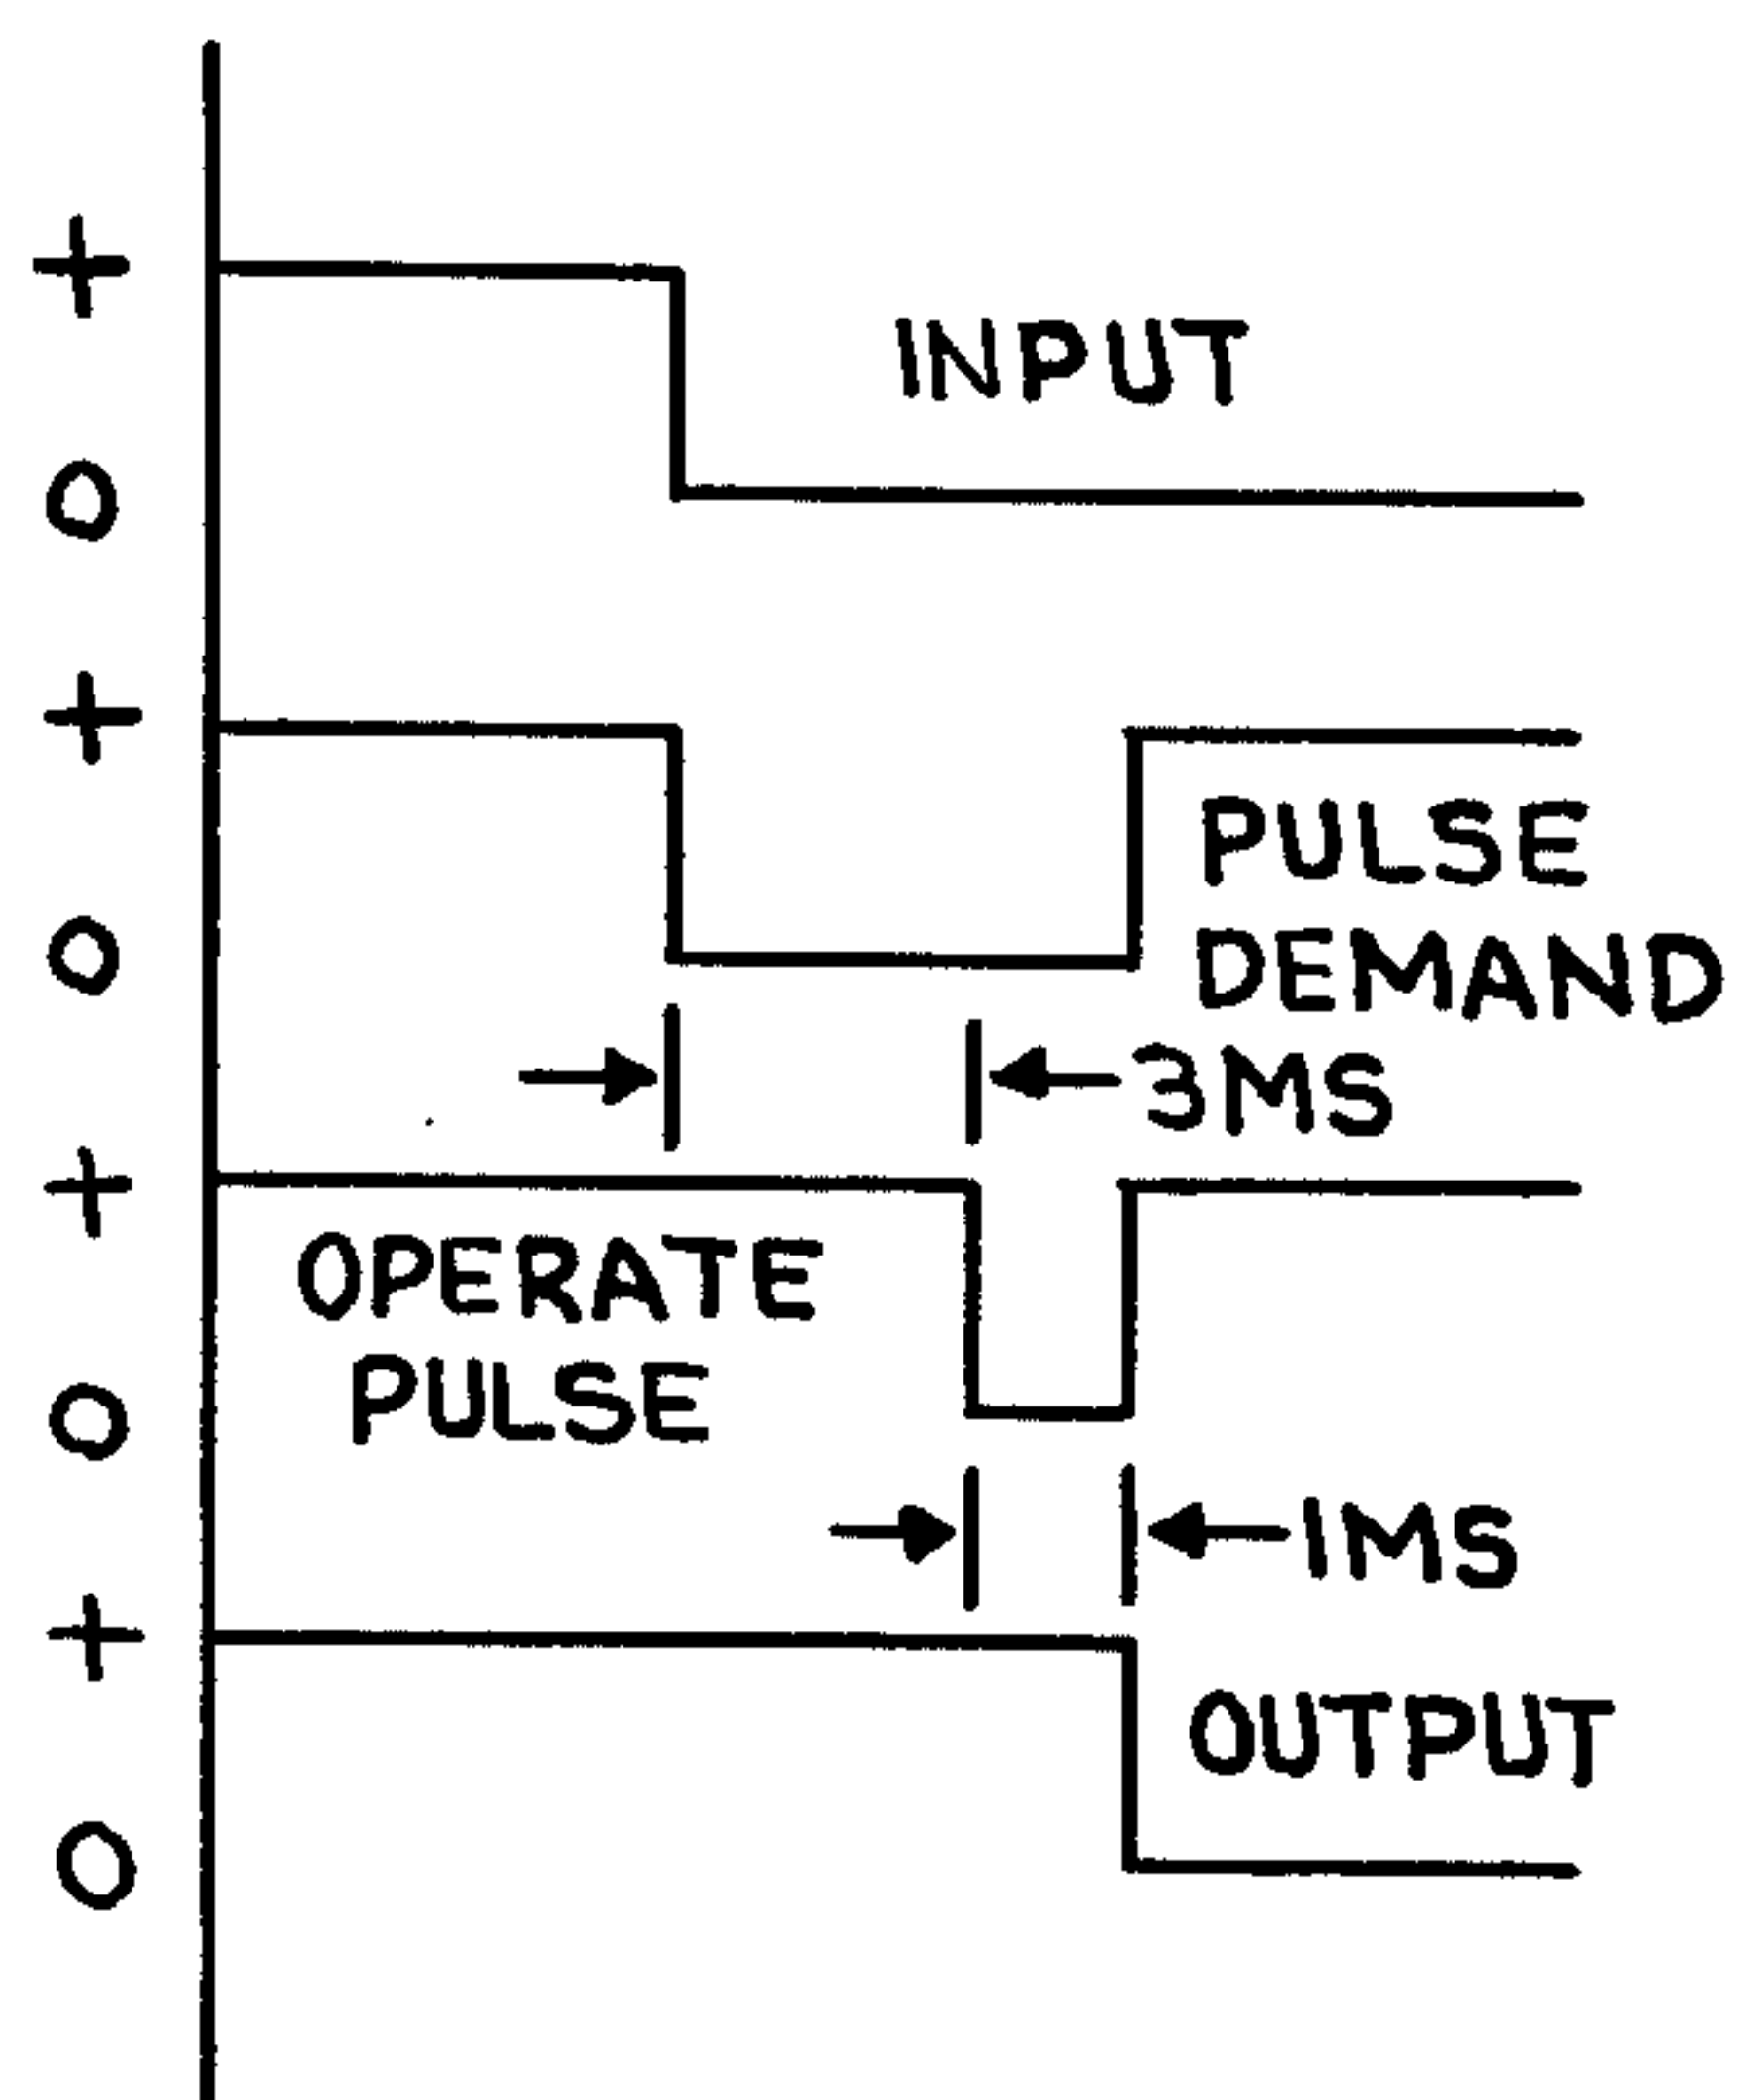 +
INPUT
O
+
PULSE
DEMAND
O
3MS
+
OPERATE
PULSE
O
1MS
+
OUTPUT
O